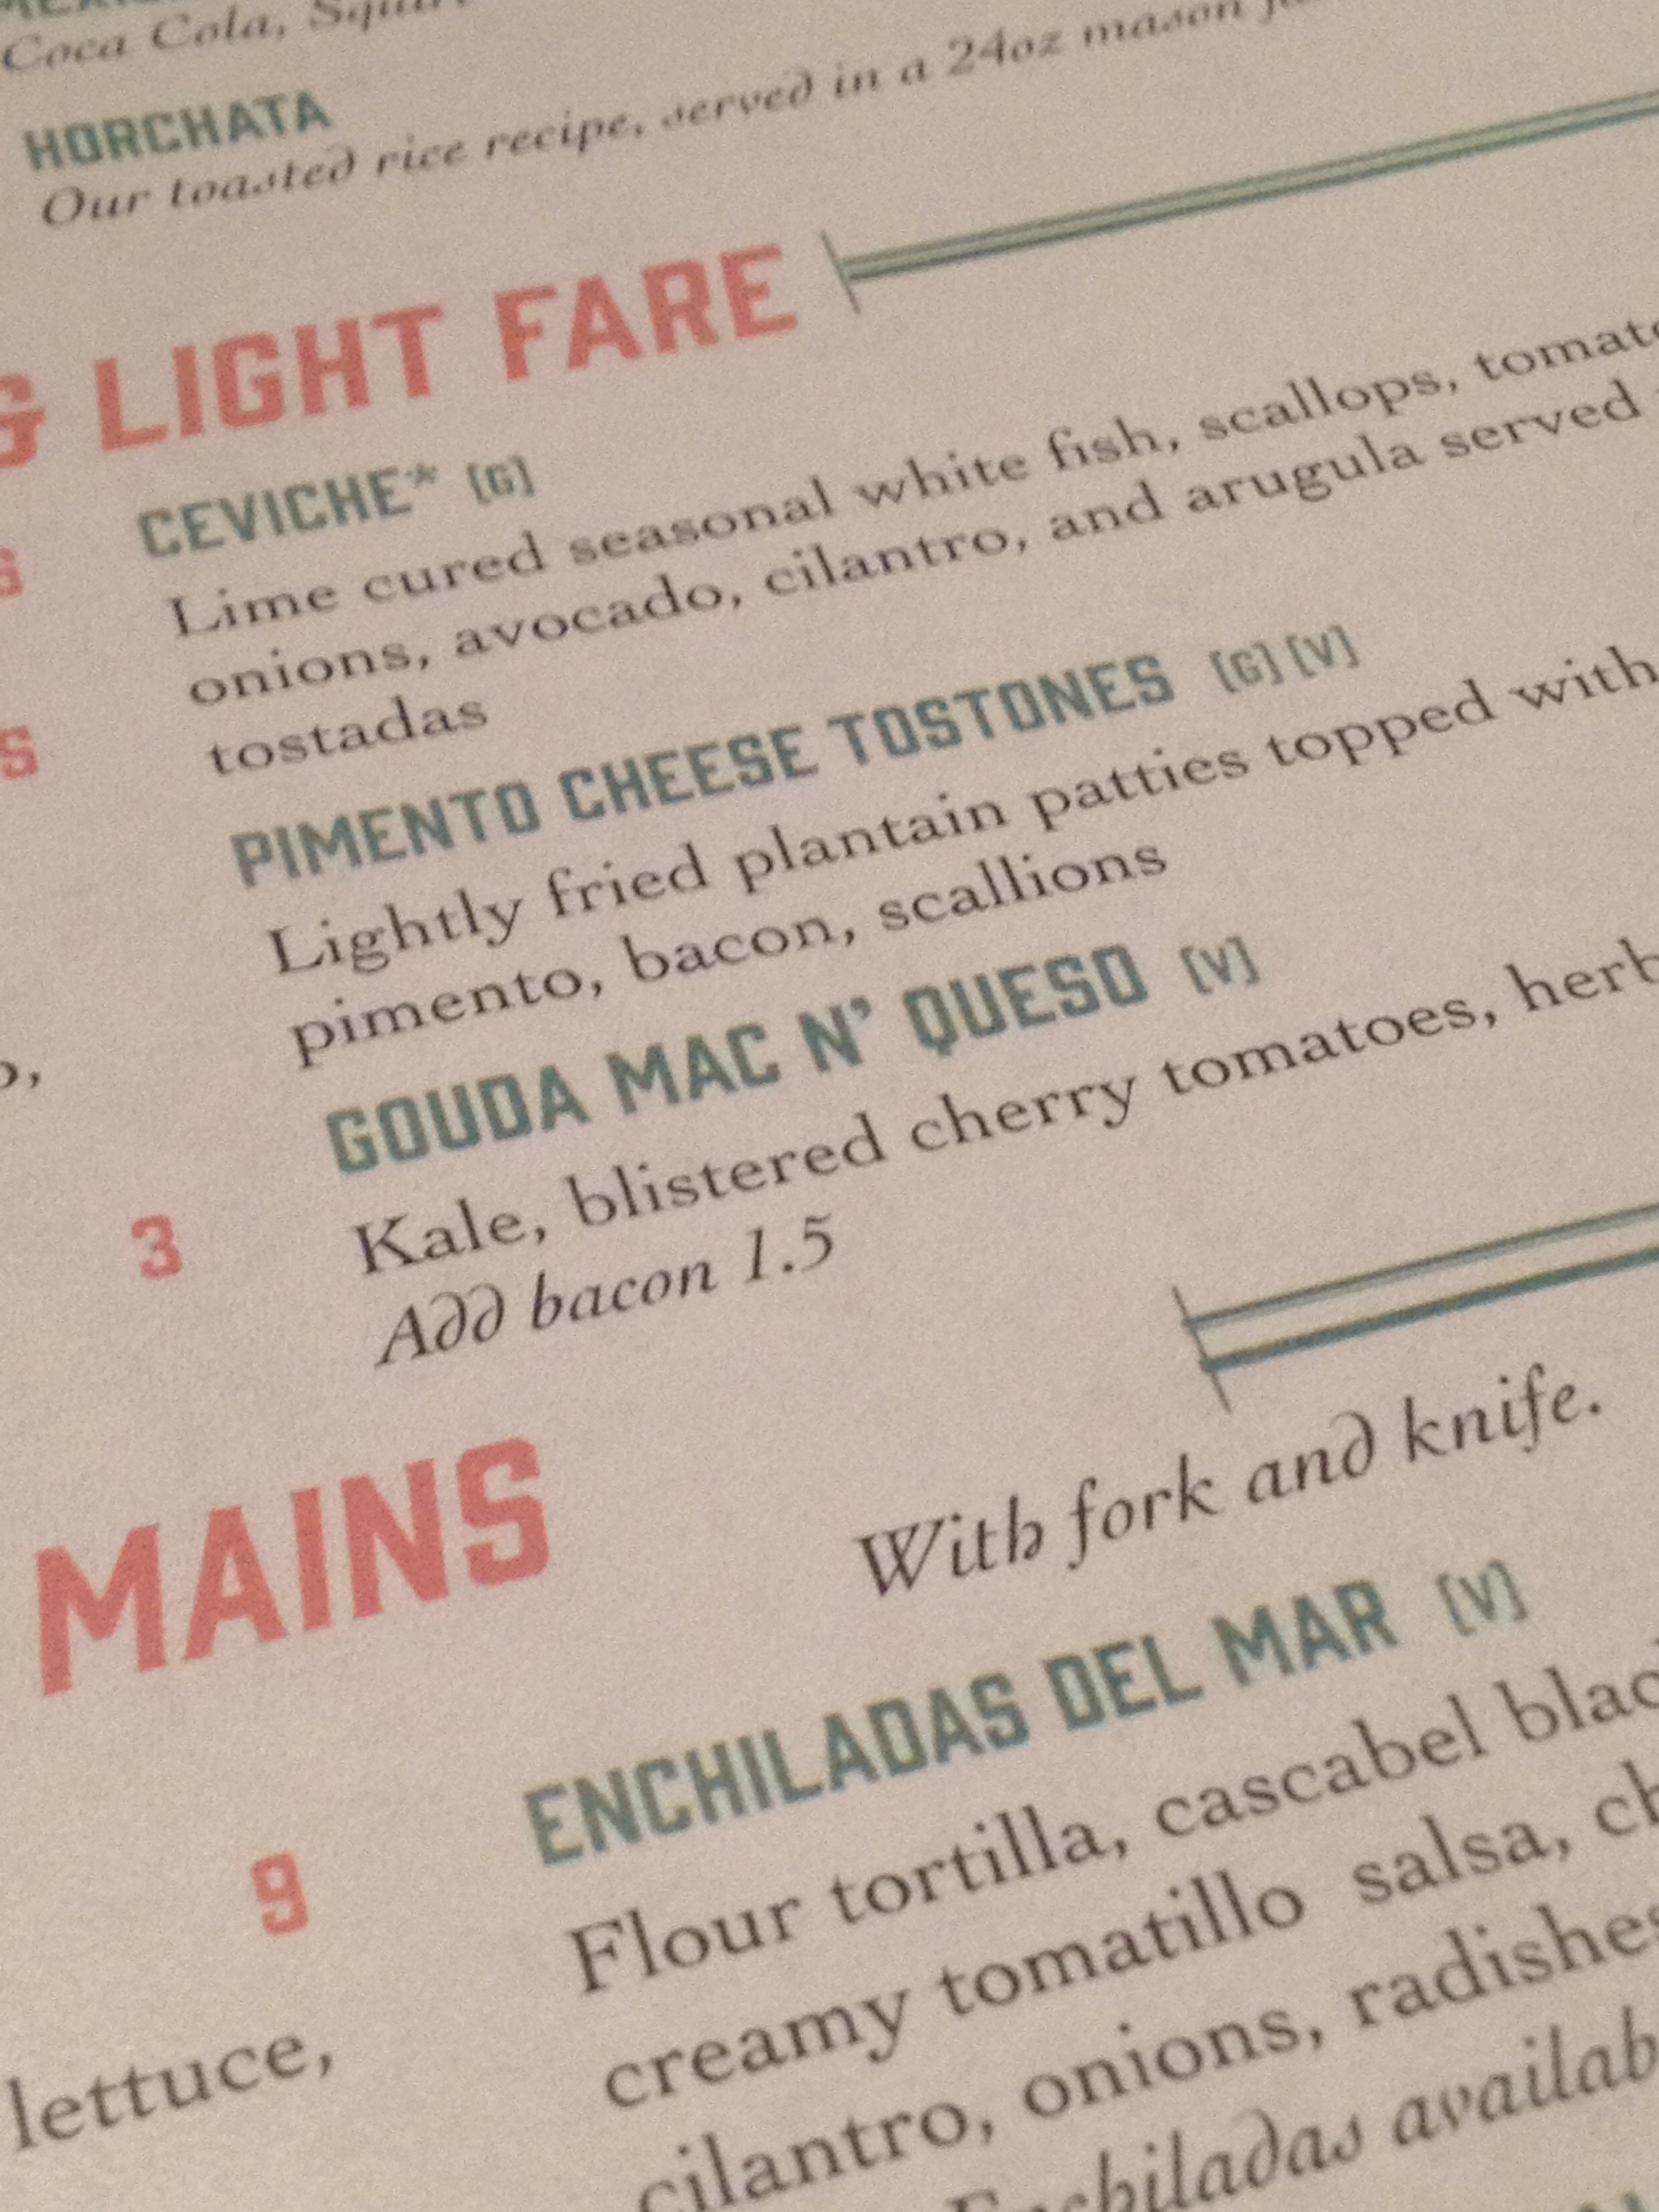 Coca Cola,
HORCHATA
Our toasted rice recipe, served in a 24oz mason
& LIGHT FARE
CEVICHE* [G]
Lime cured seasonal white fish, scallops,
onions, avocado, cilantro, and arugula served
tostadas
PIMENTO CHEESE TOSTONES [G] [V]
Lightly fried plantain patties topped with
pimento, bacon, scallions
GOUDA MAC N' QUESO [V]
Kale, blistered cherry tomatoes,
3
Add bacon 1.5
MAINS
With fork and knife.
ENCHILADAS DEL MAR [V]
9
Flour tortilla, cascabel
creamy tomatillo salsa,
lettuce,
cilantro, onions, radishes
Enchiladas